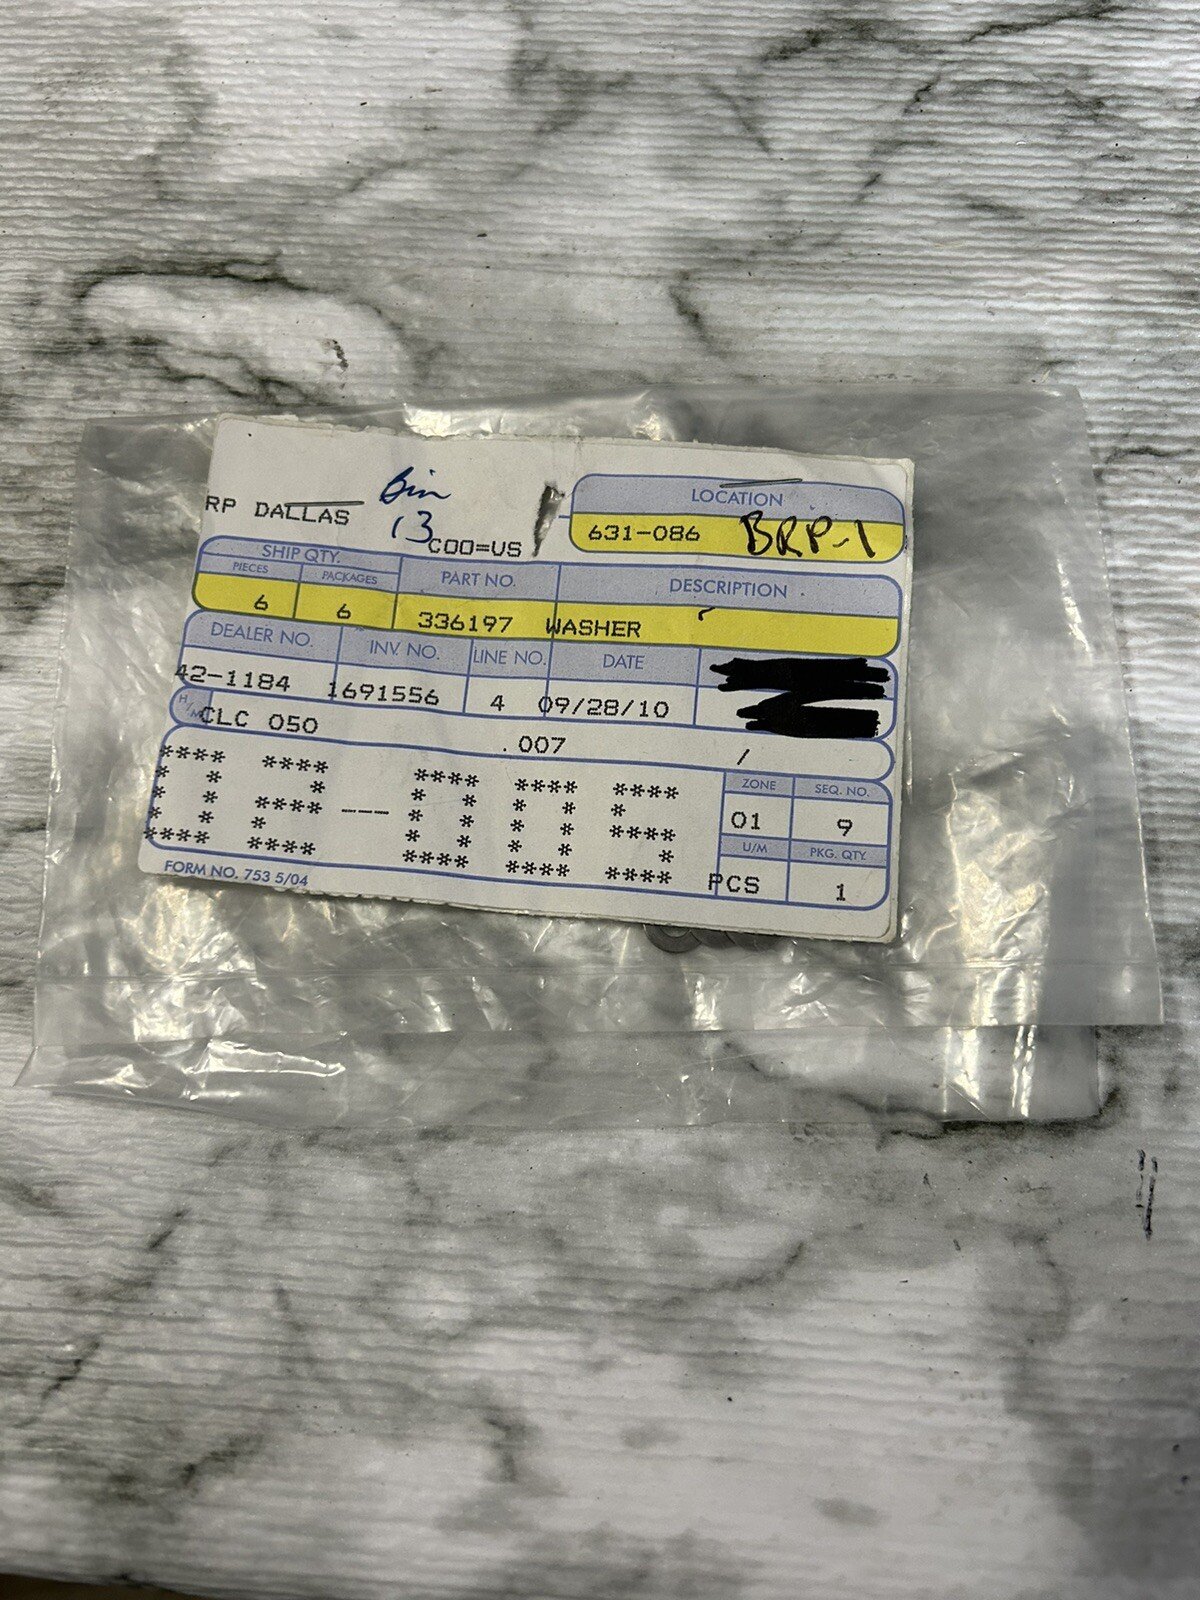 Bin
RP DALLAS
13
COO=US
LOCATION
631-086 BRP-1
SHIP QTY.
PIECES PACKAGES PART NO. DESCRIPTION
6 6 336197 WASHER
DEALER NO. INV. NO. LINE NO. DATE
42-1184 1691556 4 09/28/10
H/M CLC 050 .007 /
02-005
ZONE SEQ. NO.
01 9
U/M PKG. QTY.
PCS 1
FORM NO. 753 5/04